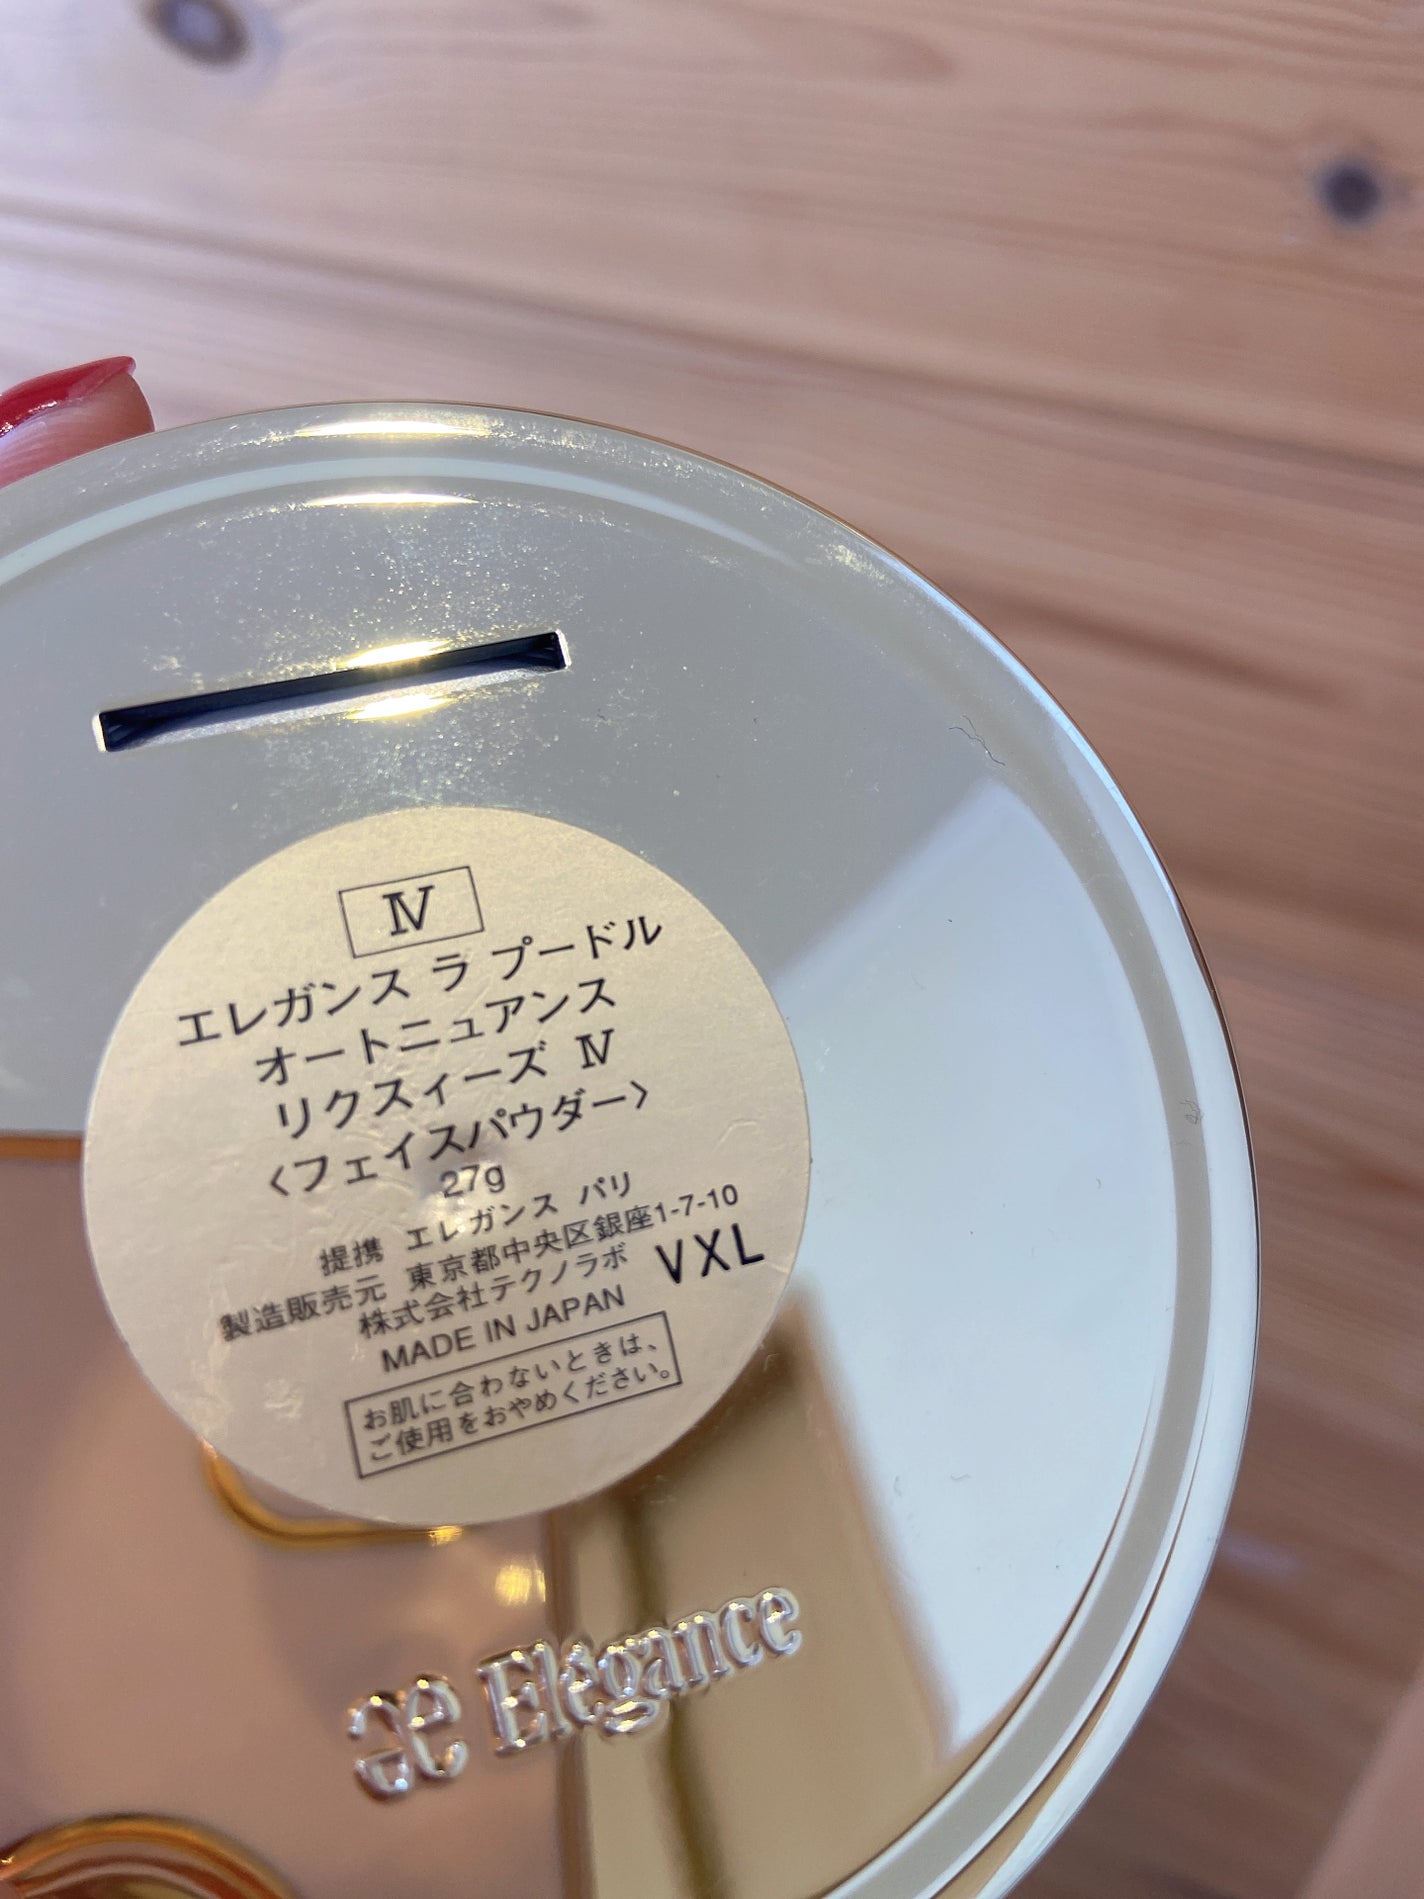 Ⅳ
エレガンス ラ プードル
オートニュアンス
リクスィーズ Ⅳ
〈フェイスパウダー〉
27g
提携 エレガンス パリ
製造販売元 東京都中央区銀座1-7-10
株式会社テクノラボ
VXL
MADE IN JAPAN
お肌に合わないときは、
ご使用をおやめください。
æ Elégance